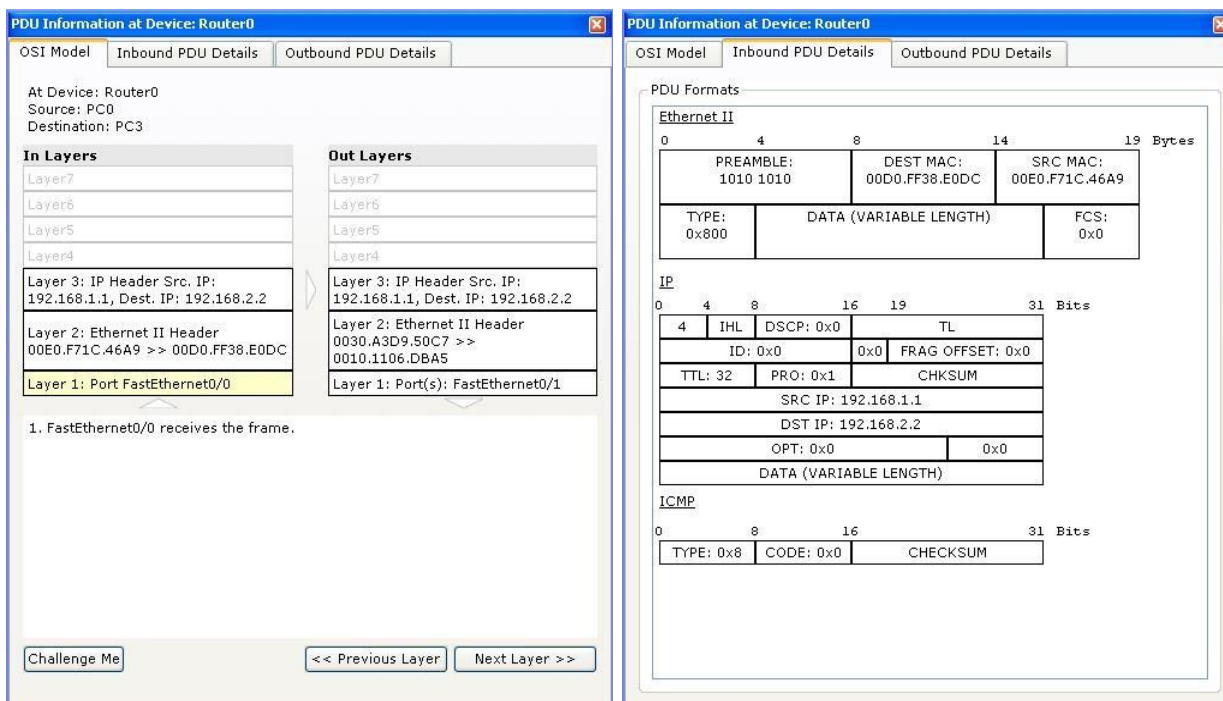 PDU Information at Device: Router0
OSI Model
Inbound PDU Details
Outbound PDU Details
At Device: Router0
Source: PC0
Destination: PC3
In Layers
Layer7
Layer6
Layer5
Layer4
Layer 3: IP Header Src. IP:
192.168.1.1, Dest. IP: 192.168.2.2
Layer 2: Ethernet II Header
00E0.F71C.46A9 >> 00D0.FF38.E0DC
Layer 1: Port FastEthernet0/0
Out Layers
Layer7
Layer6
Layer5
Layer4
Layer 3: IP Header Src. IP:
192.168.1.1, Dest. IP: 192.168.2.2
Layer 2: Ethernet II Header
0030.A3D9.50C7 >>
0010.1106.DBA5
Layer 1: Port(s): FastEthernet0/1
1. FastEthernet0/0 receives the frame.
Challenge Me
<< Previous Layer
Next Layer >>
PDU Information at Device: Router0
OSI Model
Inbound PDU Details
Outbound PDU Details
PDU Formats
Ethernet II
0 4 8 14 19 Bytes
PREAMBLE:
1010 1010
DEST MAC:
00D0.FF38.E0DC
SRC MAC:
00E0.F71C.46A9
TYPE:
0x800
DATA (VARIABLE LENGTH)
FCS:
0x0
IP
0 4 8 16 19 31 Bits
4 IHL DSCP: 0x0 TL
ID: 0x0 0x0 FRAG OFFSET: 0x0
TTL: 32 PRO: 0x1 CHKSUM
SRC IP: 192.168.1.1
DST IP: 192.168.2.2
OPT: 0x0 0x0
DATA (VARIABLE LENGTH)
ICMP
0 8 16 31 Bits
TYPE: 0x8 CODE: 0x0 CHECKSUM